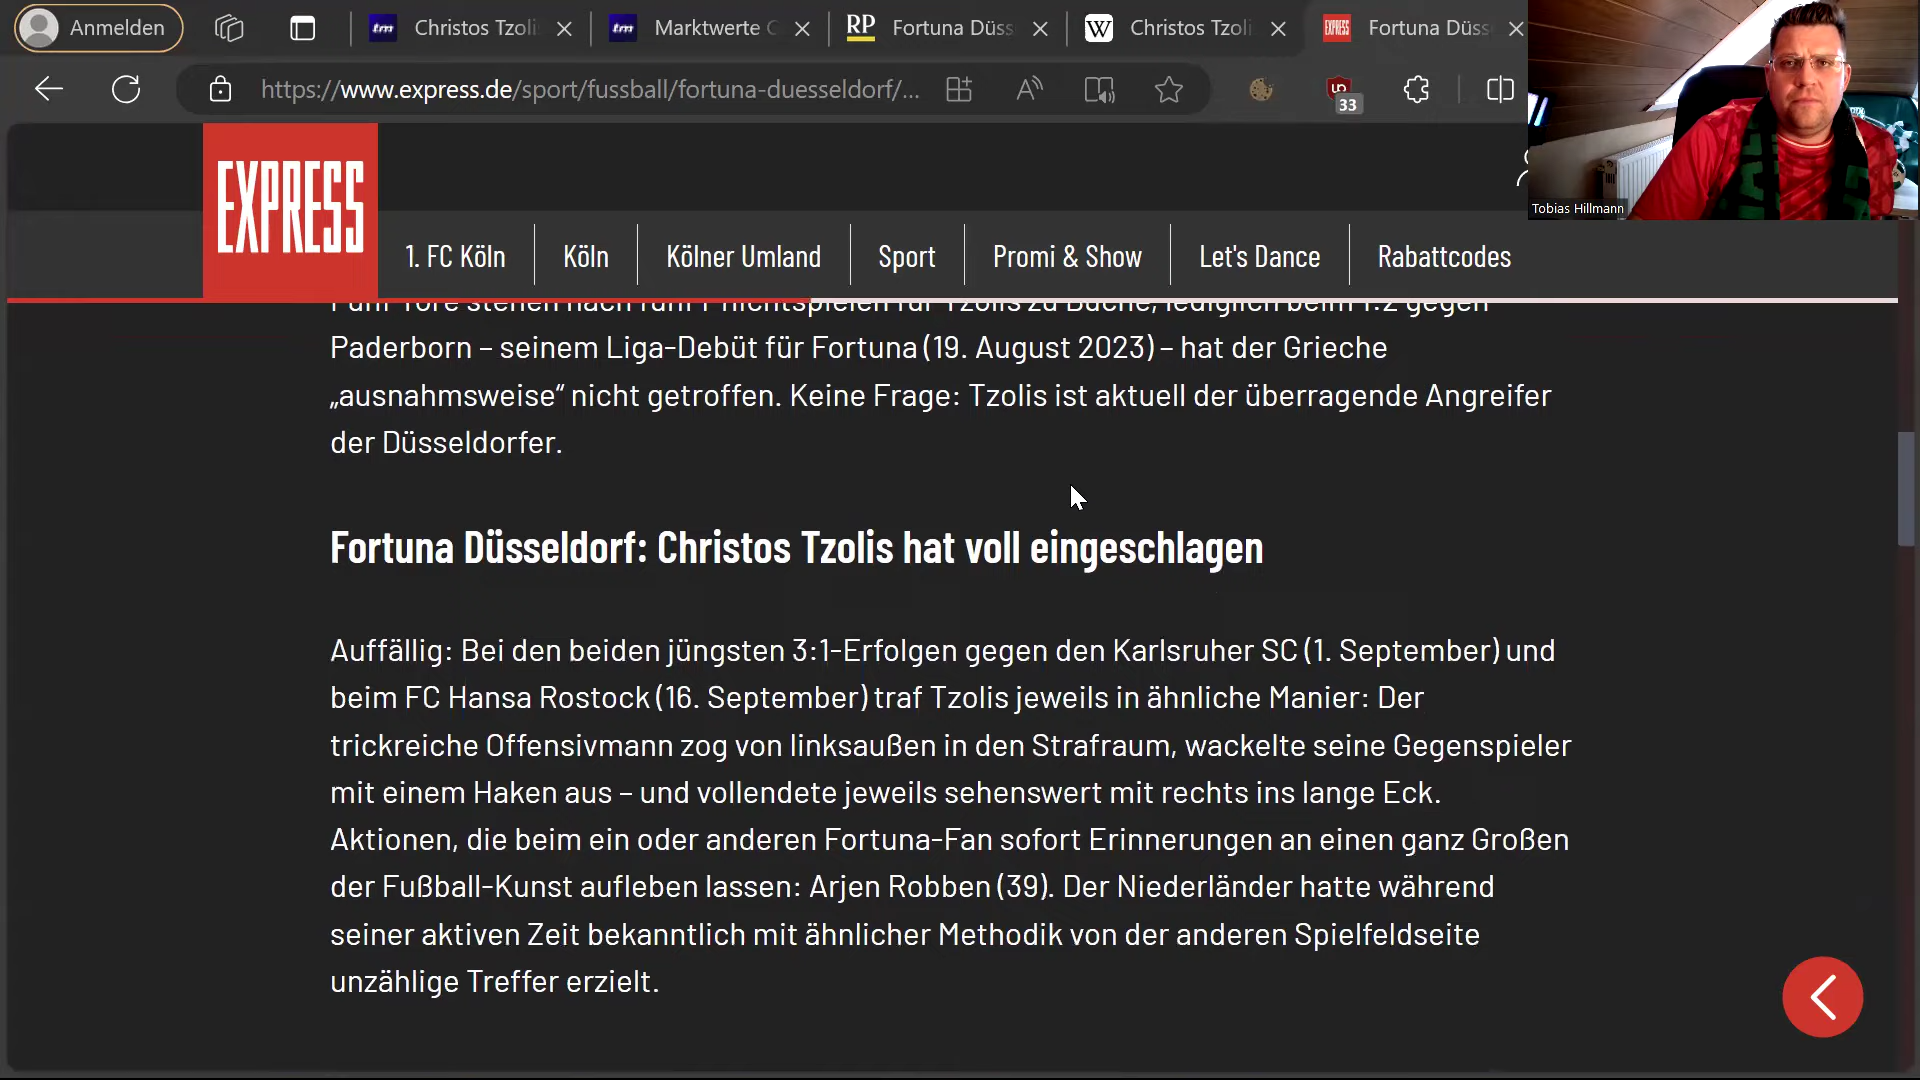 Anmelden
Christos Tzoli
Marktwerte
Fortuna Düss
Christos Tzoli
Fortuna Düss
https://www.express.de/sport/fussball/fortuna-duesseldorf/...
33
Tobias Hillmann
EXPRESS
1. FC Köln
Köln
Kölner Umland
Sport
Promi & Show
Let's Dance
Rabattcodes
Paderborn – seinem Liga-Debüt für Fortuna (19. August 2023) – hat der Grieche
„ausnahmsweise“ nicht getroffen. Keine Frage: Tzolis ist aktuell der überragende Angreifer
der Düsseldorfer.
Fortuna Düsseldorf: Christos Tzolis hat voll eingeschlagen
Auffällig: Bei den beiden jüngsten 3:1-Erfolgen gegen den Karlsruher SC (1. September) und
beim FC Hansa Rostock (16. September) traf Tzolis jeweils in ähnliche Manier: Der
trickreiche Offensivmann zog von linksaußen in den Strafraum, wackelte seine Gegenspieler
mit einem Haken aus – und vollendete jeweils sehenswert mit rechts ins lange Eck.
Aktionen, die beim ein oder anderen Fortuna-Fan sofort Erinnerungen an einen ganz Großen
der Fußball-Kunst aufleben lassen: Arjen Robben (39). Der Niederländer hatte während
seiner aktiven Zeit bekanntlich mit ähnlicher Methodik von der anderen Spielfeldseite
unzählige Treffer erzielt.